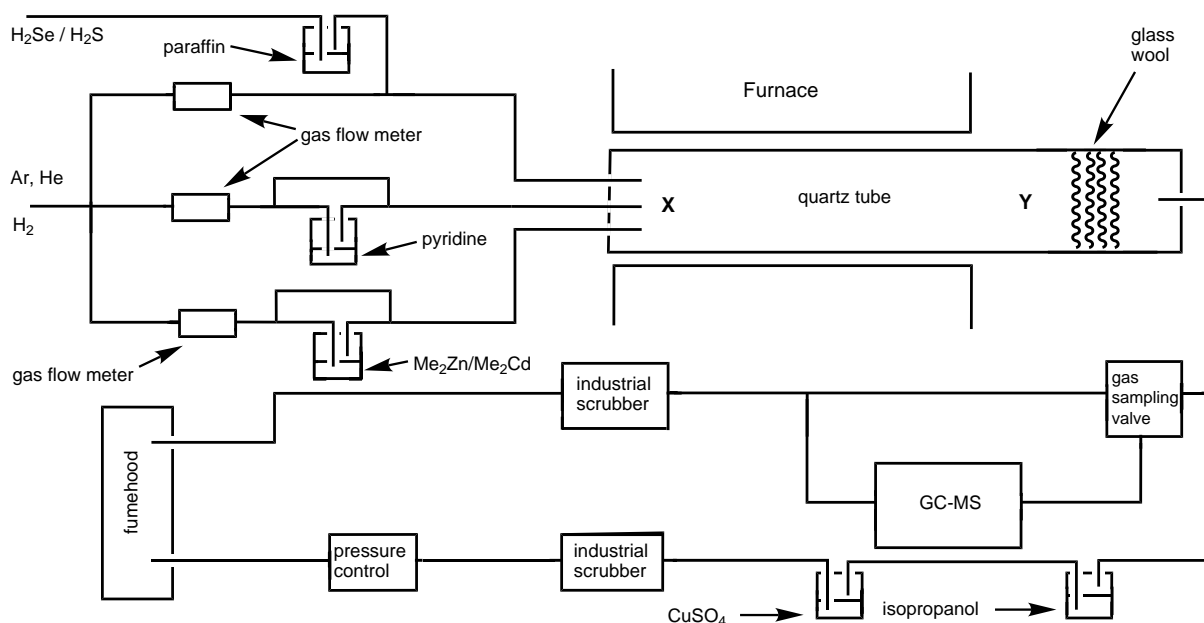 H₂Se / H₂S
paraffin
glass
wool
Furnace
gas flow meter
Ar, He
H₂
X
quartz tube
Y
pyridine
Me₂Zn/Me₂Cd
gas flow meter
industrial
scrubber
gas
sampling
valve
fumehood
GC-MS
pressure
control
industrial
scrubber
CuSO₄
isopropanol